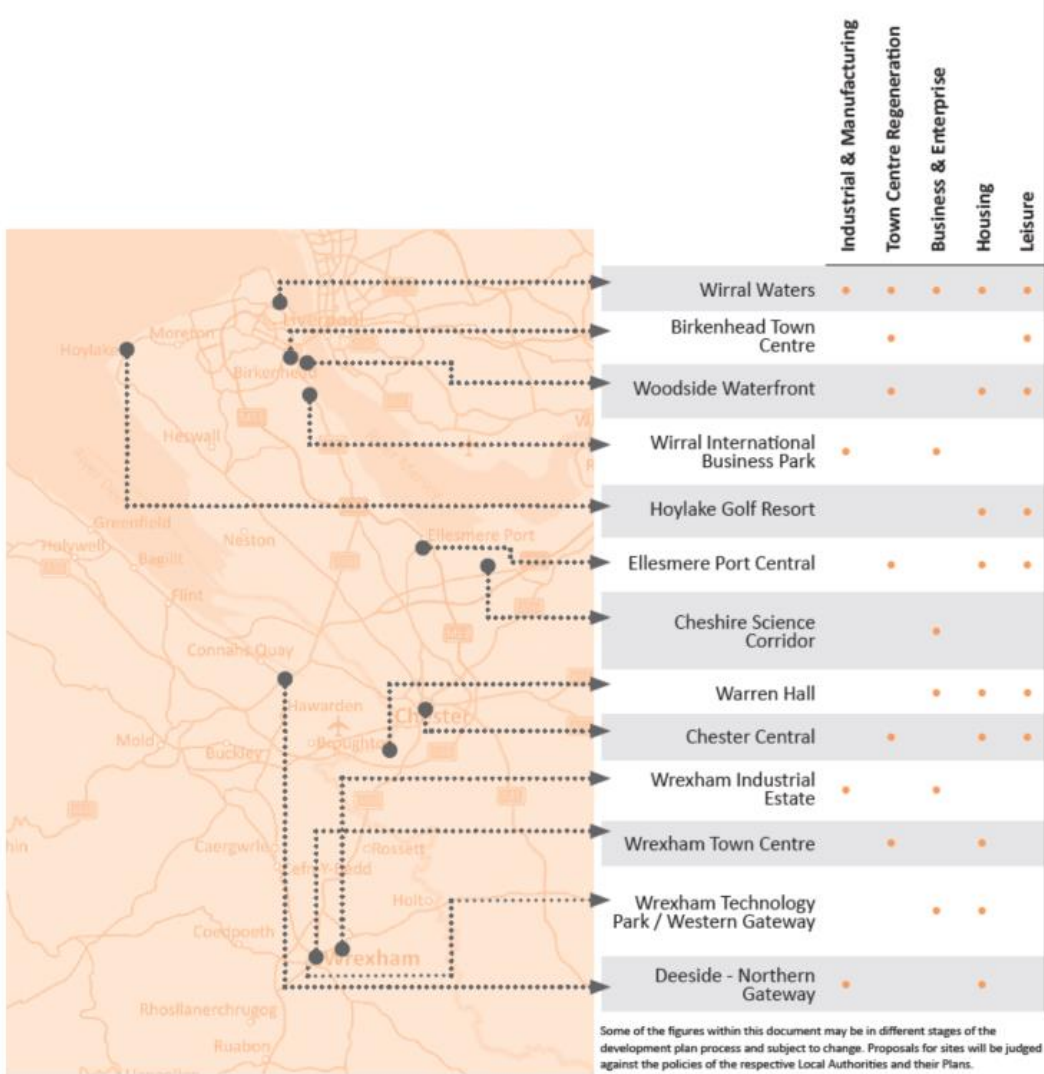 Industrial & Manufacturing
Town Centre Regeneration
Business & Enterprise
Housing
Leisure
Wirral Waters
Birkenhead Town
Centre
Woodside Waterfront
Wirral International
Business Park
Hoylake Golf Resort
Ellesmere Port Central
Cheshire Science
Corridor
Warren Hall
Chester Central
Wrexham Industrial
Estate
Wrexham Town Centre
Wrexham Technology
Park / Western Gateway
Deeside - Northern
Gateway
Liverpool
Moreton
Hoylake
Birkenhead
Heswall
Greenfield
Neston
Ellesmere Port
Holywell
Bagillt
Flint
Connahs Quay
Hawarden
Chester
Mold
Buckley
Broughton
Caergwrle
Rossett
Cefn-Y-Bedd
Holt
Coedpoeth
Wrexham
Rhosllanerchrugog
Ruabon
Some of the figures within this document may be in different stages of the
development plan process and subject to change. Proposals for sites will be judged
against the policies of the respective Local Authorities and their Plans.